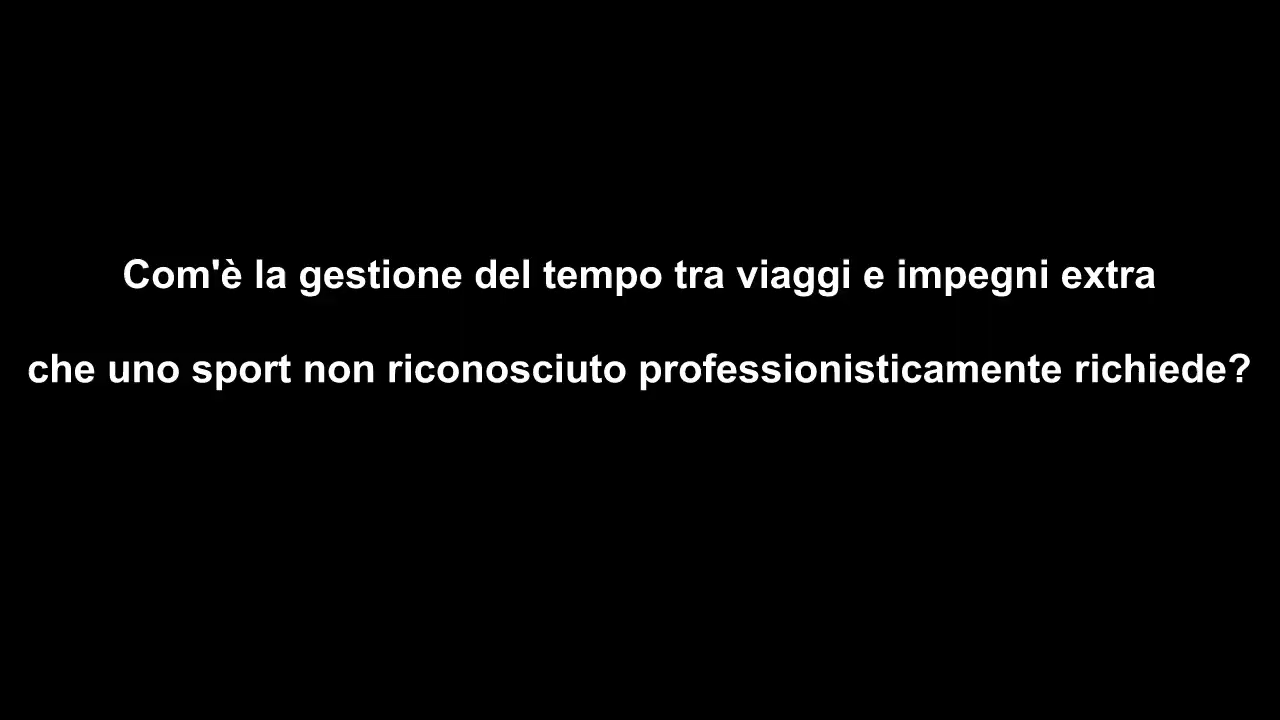 Com'è la gestione del tempo tra viaggi e impegni extra
che uno sport non riconosciuto professionisticamente richiede?